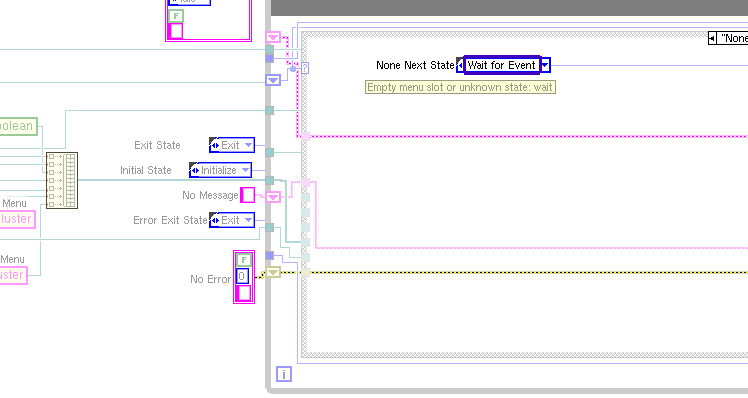 F
"None
None Next State
Wait for Event
Empty menu slot or unknown state: wait
?
oolean
Exit State
Exit
Initial State
Initialize
No Message
Menu
luster
Error Exit State
Exit
Menu
uster
No Error
F
0
i